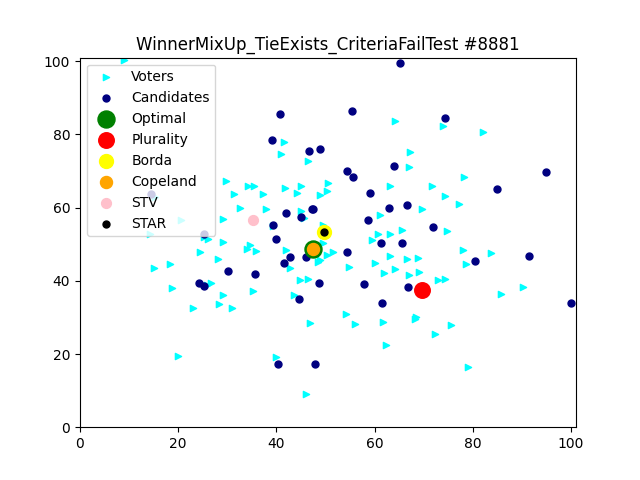 WinnerMixUp_TieExists_CriteriaFailTest #8881
Voters
Candidates
Optimal
Plurality
Borda
Copeland
STV
STAR
100
80
60
40
20
0
0 20 40 60 80 100